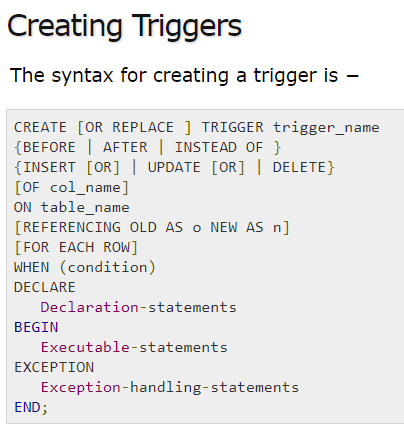 Creating Triggers
The syntax for creating a trigger is −
CREATE [OR REPLACE ] TRIGGER trigger_name
{BEFORE | AFTER | INSTEAD OF }
{INSERT [OR] | UPDATE [OR] | DELETE}
[OF col_name]
ON table_name
[REFERENCING OLD AS o NEW AS n]
[FOR EACH ROW]
WHEN (condition)
DECLARE
   Declaration-statements
BEGIN
   Executable-statements
EXCEPTION
   Exception-handling-statements
END;